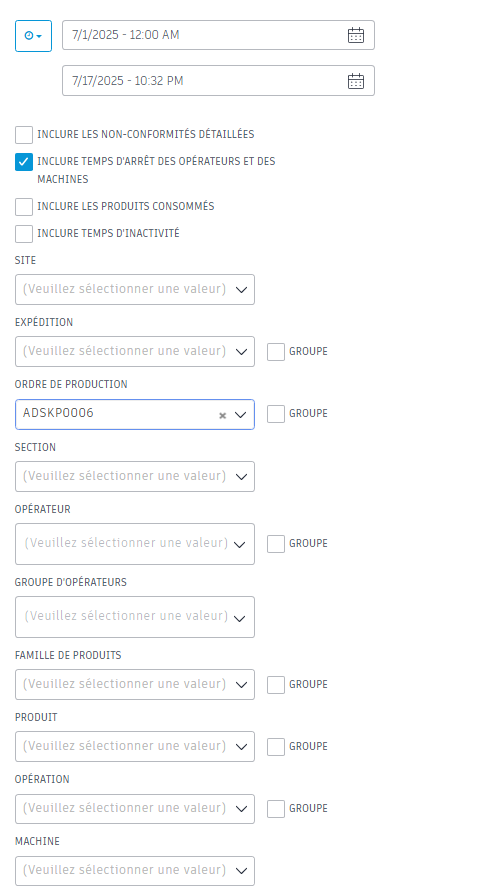 7/1/2025 - 12:00 AM
7/17/2025 - 10:32 PM
INCLURE LES NON-CONFORMITÉS DÉTAILLÉES
INCLURE TEMPS D'ARRÊT DES OPÉRATEURS ET DES
MACHINES
INCLURE LES PRODUITS CONSOMMÉS
INCLURE TEMPS D'INACTIVITÉ
SITE
(Veuillez sélectionner une valeur)
EXPÉDITION
(Veuillez sélectionner une valeur) GROUPE
ORDRE DE PRODUCTION
ADSKP0006 GROUPE
SECTION
(Veuillez sélectionner une valeur)
OPÉRATEUR
(Veuillez sélectionner une valeur) GROUPE
GROUPE D'OPÉRATEURS
(Veuillez sélectionner une valeur)
FAMILLE DE PRODUITS
(Veuillez sélectionner une valeur) GROUPE
PRODUIT
(Veuillez sélectionner une valeur) GROUPE
OPÉRATION
(Veuillez sélectionner une valeur) GROUPE
MACHINE
(Veuillez sélectionner une valeur)